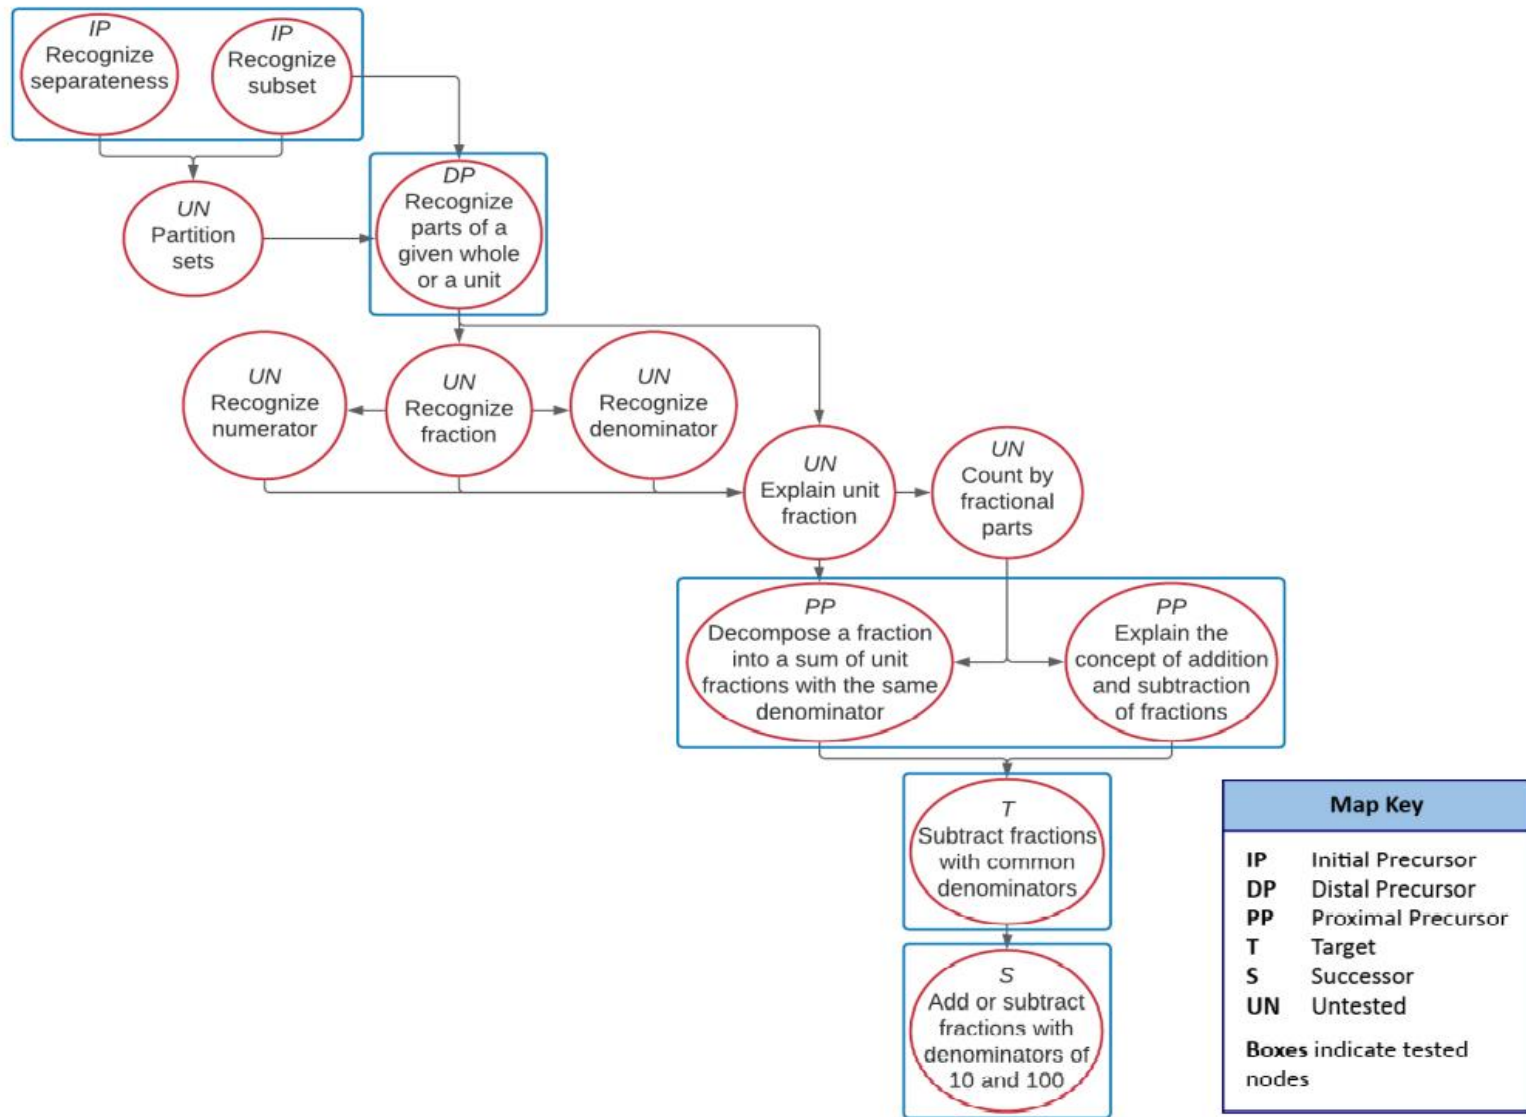 IP
Recognize
separateness
IP
Recognize
subset
UN
Partition
sets
DP
Recognize
parts of a
given whole
or a unit
UN
Recognize
numerator
UN
Recognize
fraction
UN
Recognize
denominator
UN
Explain unit
fraction
UN
Count by
fractional
parts
PP
Decompose a fraction
into a sum of unit
fractions with the same
denominator
PP
Explain the
concept of addition
and subtraction
of fractions
T
Subtract fractions
with common
denominators
S
Add or subtract
fractions with
denominators of
10 and 100
Map Key
IP Initial Precursor
DP Distal Precursor
PP Proximal Precursor
T Target
S Successor
UN Untested
Boxes indicate tested
nodes